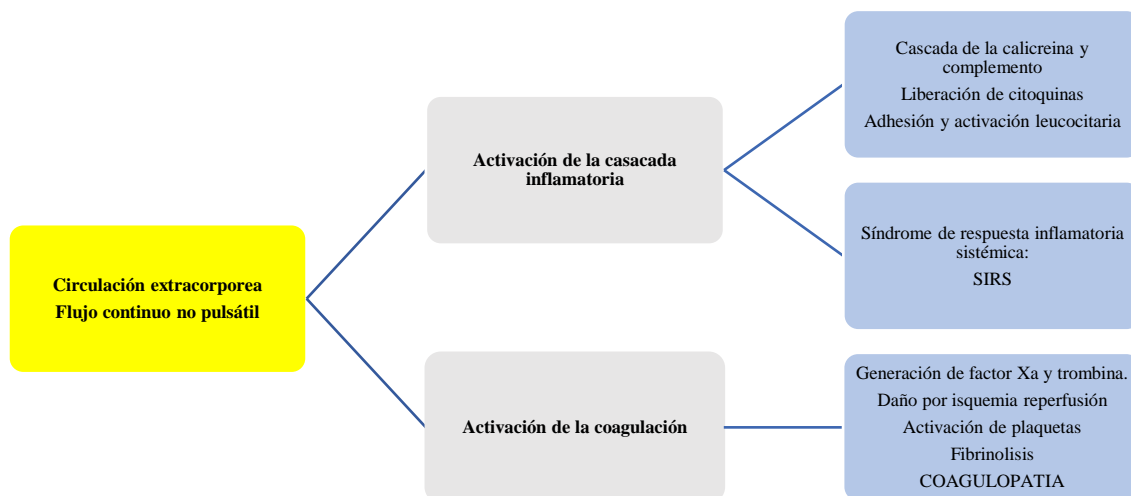 Circulación extracorporea
Flujo continuo no pulsátil
Activación de la casacada
inflamatoria
Cascada de la calicreina y
complemento
Liberación de citoquinas
Adhesión y activación leucocitaria
Síndrome de respuesta inflamatoria
sistémica:
SIRS
Activación de la coagulación
Generación de factor Xa y trombina.
Daño por isquemia reperfusión
Activación de plaquetas
Fibrinolisis
COAGULOPATIA